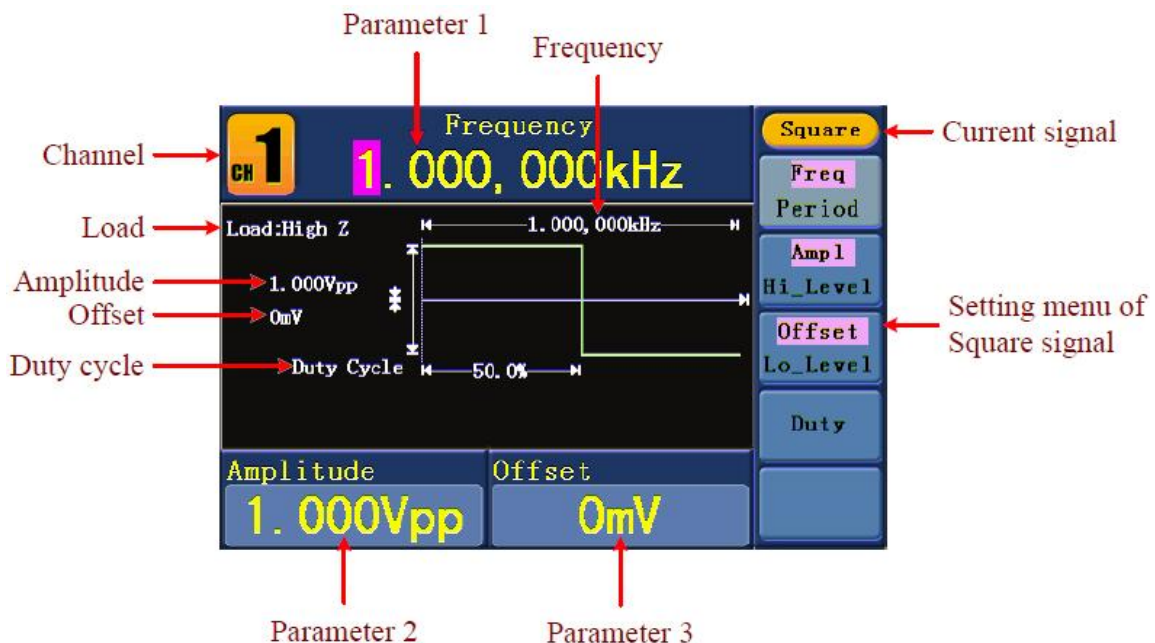 Parameter 1
Frequency
Channel
CH 1
Frequency
1.000,000kHz
Square
Current signal
Freq
Period
Load
Load:High Z
1.000,000kHz
Ampl
Hi_Level
Amplitude
1.000Vpp
Offset
0mV
Offset
Lo_Level
Setting menu of
Square signal
Duty cycle
Duty Cycle
50.0%
Duty
Amplitude
Offset
1.000Vpp
0mV
Parameter 2
Parameter 3